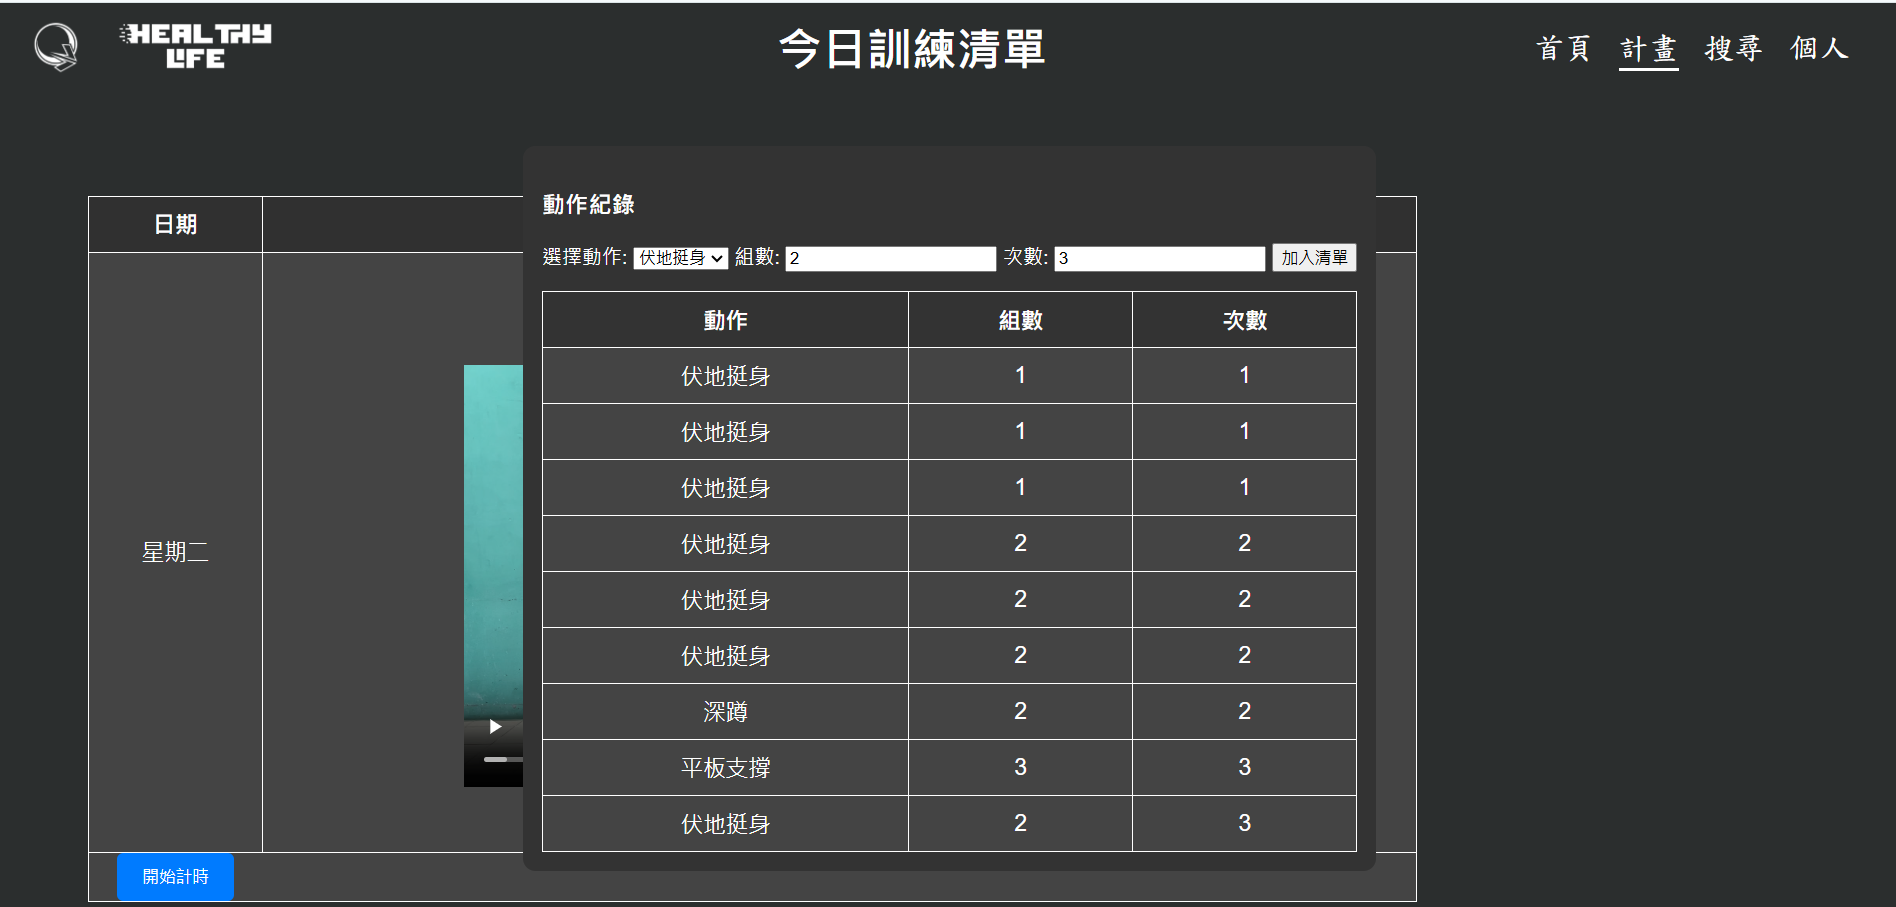 HEALTHY
LIFE
今日訓練清單
首頁 計畫 搜尋 個人
日期
星期二
開始計時
動作紀錄
選擇動作: 伏地挺身 組數: 2 次數: 3 加入清單
動作 組數 次數
伏地挺身 1 1
伏地挺身 1 1
伏地挺身 1 1
伏地挺身 2 2
伏地挺身 2 2
伏地挺身 2 2
深蹲 2 2
平板支撐 3 3
伏地挺身 2 3